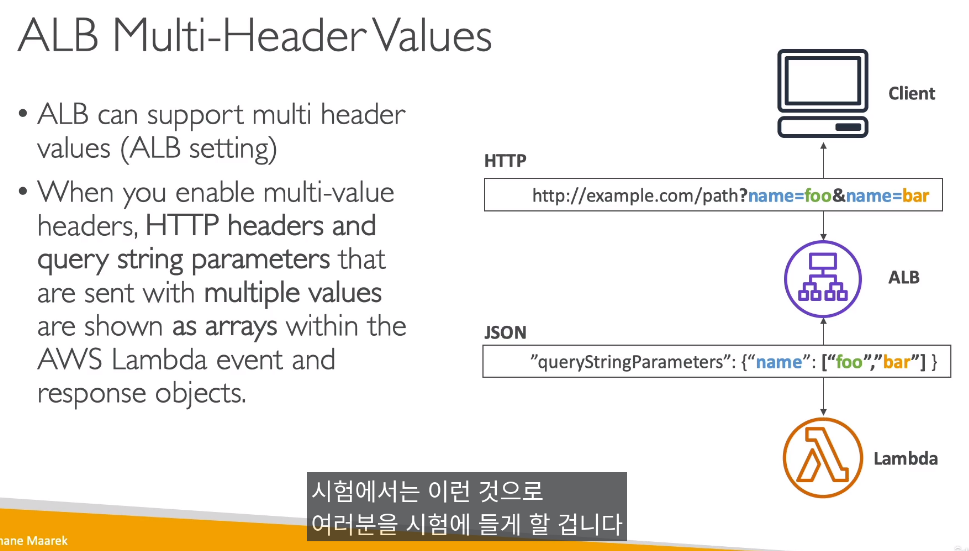 ALB Multi-Header Values
• ALB can support multi header
values (ALB setting)
• When you enable multi-value
headers, HTTP headers and
query string parameters that
are sent with multiple values
are shown as arrays within the
AWS Lambda event and
response objects.
Client
HTTP
http://example.com/path?name=foo&name=bar
ALB
JSON
”queryStringParameters”: {“name”: [“foo”,”bar”] }
Lambda
시험에서는 이런 것으로
여러분을 시험에 들게 할 겁니다
Maarek